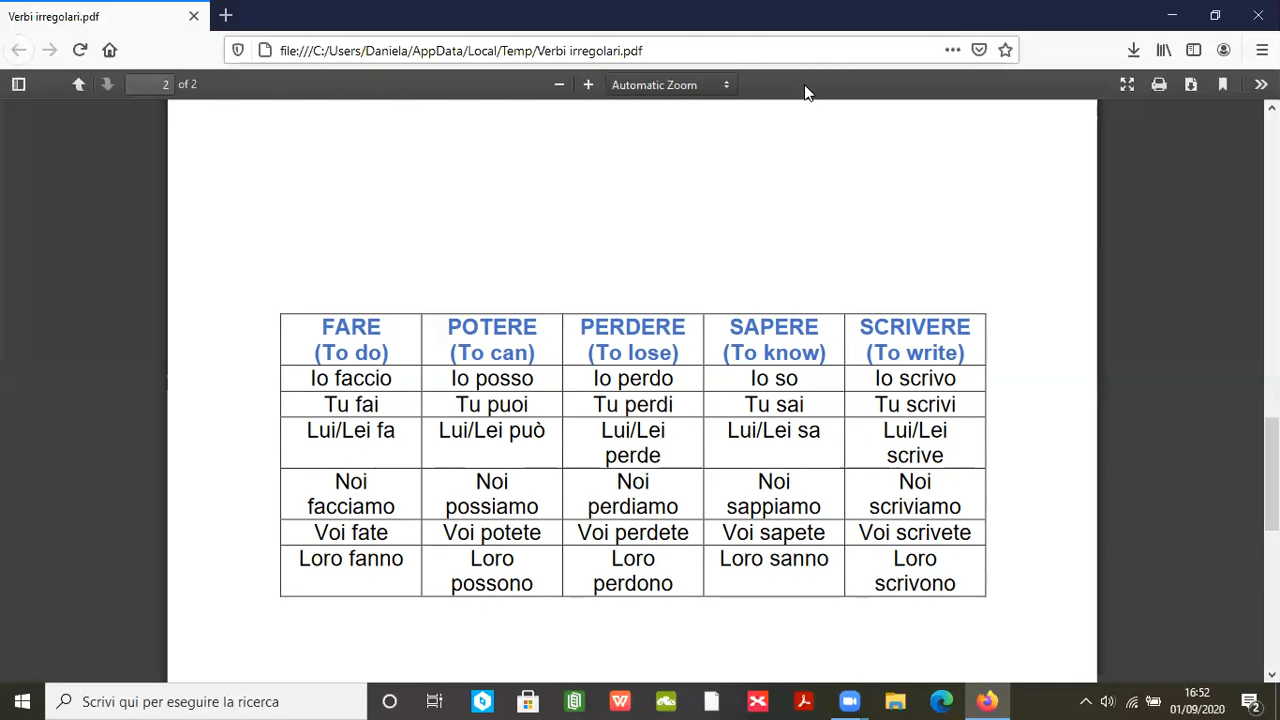 Verbi irregolari.pdf
file:///C:/Users/Daniela/AppData/Local/Temp/Verbi irregolari.pdf
2 of 2
Automatic Zoom
FARE POTERE PERDERE SAPERE SCRIVERE
(To do) (To can) (To lose) (To know) (To write)
Io faccio Io posso Io perdo Io so Io scrivo
Tu fai Tu puoi Tu perdi Tu sai Tu scrivi
Lui/Lei fa Lui/Lei può Lui/Lei Lui/Lei sa Lui/Lei
perde scrive
Noi Noi Noi Noi Noi
facciamo possiamo perdiamo sappiamo scriviamo
Voi fate Voi potete Voi perdete Voi sapete Voi scrivete
Loro fanno Loro Loro Loro sanno Loro
possono perdono scrivono
Scrivi qui per eseguire la ricerca
16:52
01/09/2020
2